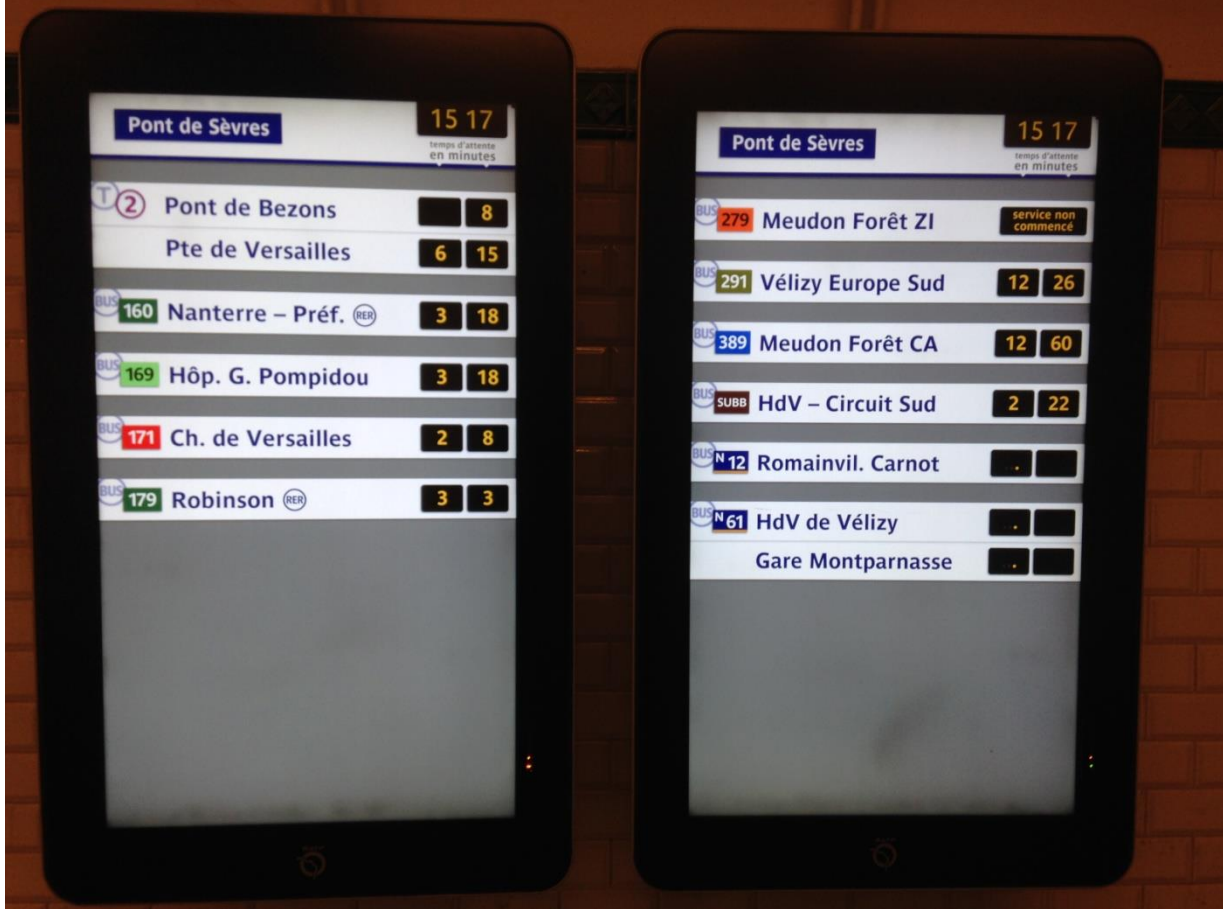 Pont de Sèvres 15 17
temps d'attente
en minutes
T 2 Pont de Bezons 8
Pte de Versailles 6 15
BUS 160 Nanterre – Préf. RER 3 18
BUS 169 Hôp. G. Pompidou 3 18
BUS 171 Ch. de Versailles 2 8
BUS 179 Robinson RER 3 3
Pont de Sèvres 15 17
temps d'attente
en minutes
BUS 279 Meudon Forêt ZI service non
commencé
BUS 291 Vélizy Europe Sud 12 26
BUS 389 Meudon Forêt CA 12 60
BUS SUBB HdV – Circuit Sud 2 22
BUS N 12 Romainvil. Carnot ...
BUS N 61 HdV de Vélizy ...
Gare Montparnasse ...